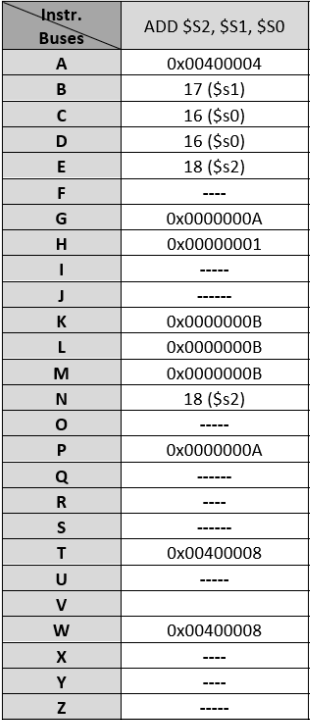 Instr.
Buses
ADD $S2, $S1, $S0
A 0x00400004
B 17 ($s1)
C 16 ($s0)
D 16 ($s0)
E 18 ($s2)
F ----
G 0x0000000A
H 0x00000001
I -----
J ------
K 0x0000000B
L 0x0000000B
M 0x0000000B
N 18 ($s2)
O -----
P 0x0000000A
Q ------
R ----
S ------
T 0x00400008
U -----
V
W 0x00400008
X ----
Y ----
Z -----